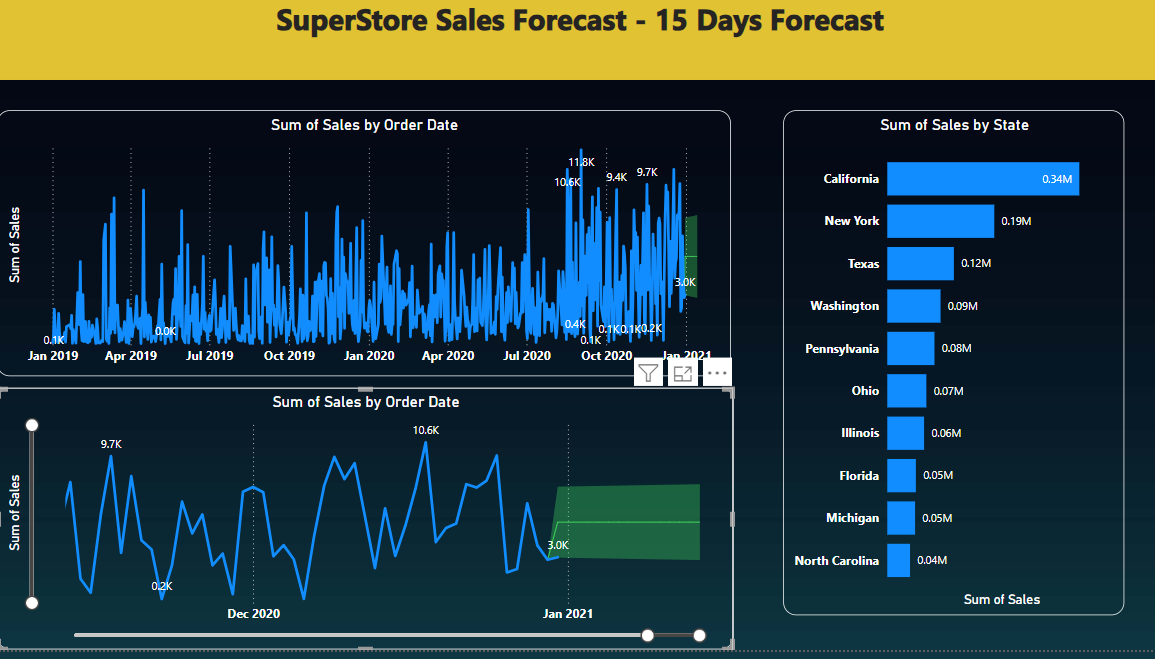 SuperStore Sales Forecast - 15 Days Forecast
Sum of Sales by Order Date
Sum of Sales
11.8K
10.6K
9.4K
9.7K
3.0K
0.1K
0.0K
0.4K
0.1K
0.1K
0.1K
0.2K
Jan 2019 Apr 2019 Jul 2019 Oct 2019 Jan 2020 Apr 2020 Jul 2020 Oct 2020 Jan 2021
Sum of Sales by Order Date
Sum of Sales
9.7K
10.6K
3.0K
0.2K
Dec 2020 Jan 2021
Sum of Sales by State
California 0.34M
New York 0.19M
Texas 0.12M
Washington 0.09M
Pennsylvania 0.08M
Ohio 0.07M
Illinois 0.06M
Florida 0.05M
Michigan 0.05M
North Carolina 0.04M
Sum of Sales